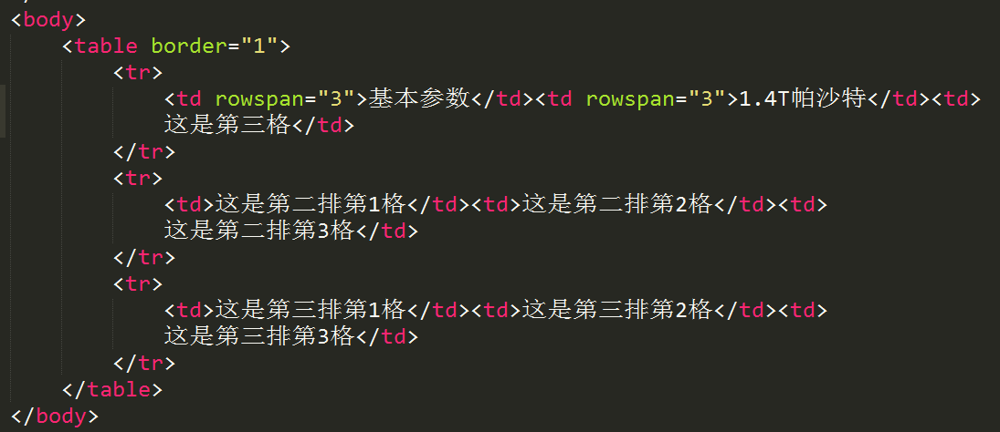 <body>
<table border="1">
<tr>
<td rowspan="3">基本参数</td><td rowspan="3">1.4T帕沙特</td><td>
这是第三格</td>
</tr>
<tr>
<td>这是第二排第1格</td><td>这是第二排第2格</td><td>
这是第二排第3格</td>
</tr>
<tr>
<td>这是第三排第1格</td><td>这是第三排第2格</td><td>
这是第三排第3格</td>
</tr>
</table>
</body>